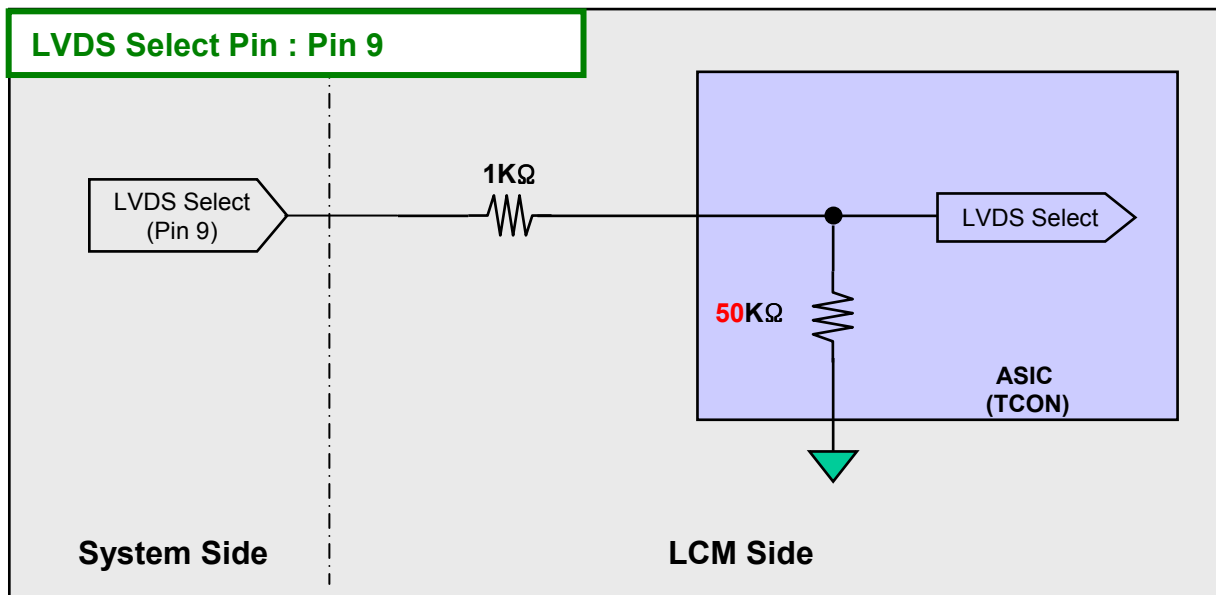 LVDS Select Pin : Pin 9
1KΩ
LVDS Select
(Pin 9)
LVDS Select
50KΩ
ASIC
(TCON)
System Side
LCM Side